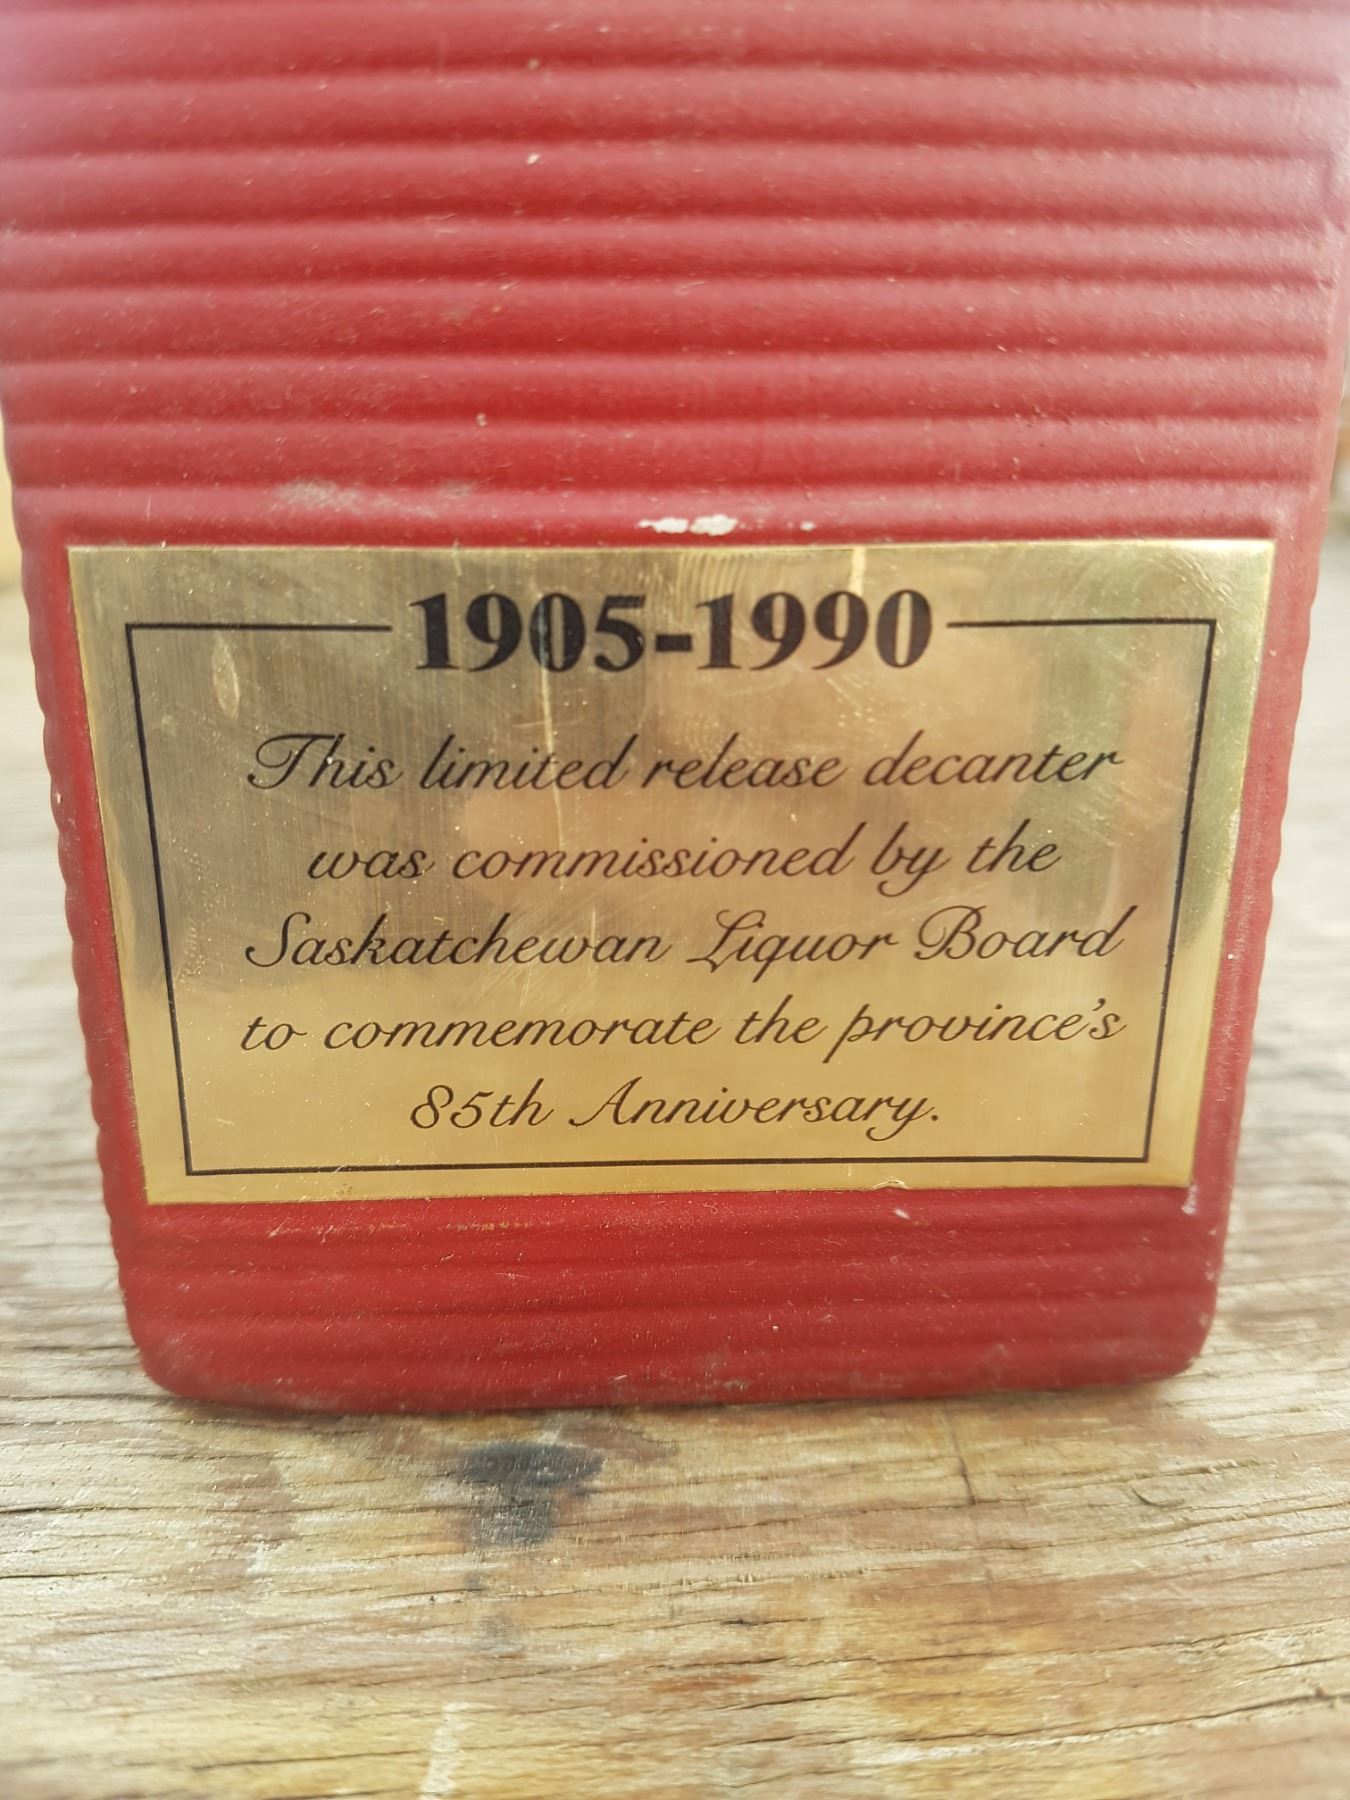 1905-1990
This limited release decanter
was commissioned by the
Saskatchewan Liquor Board
to commemorate the province's
85th Anniversary.